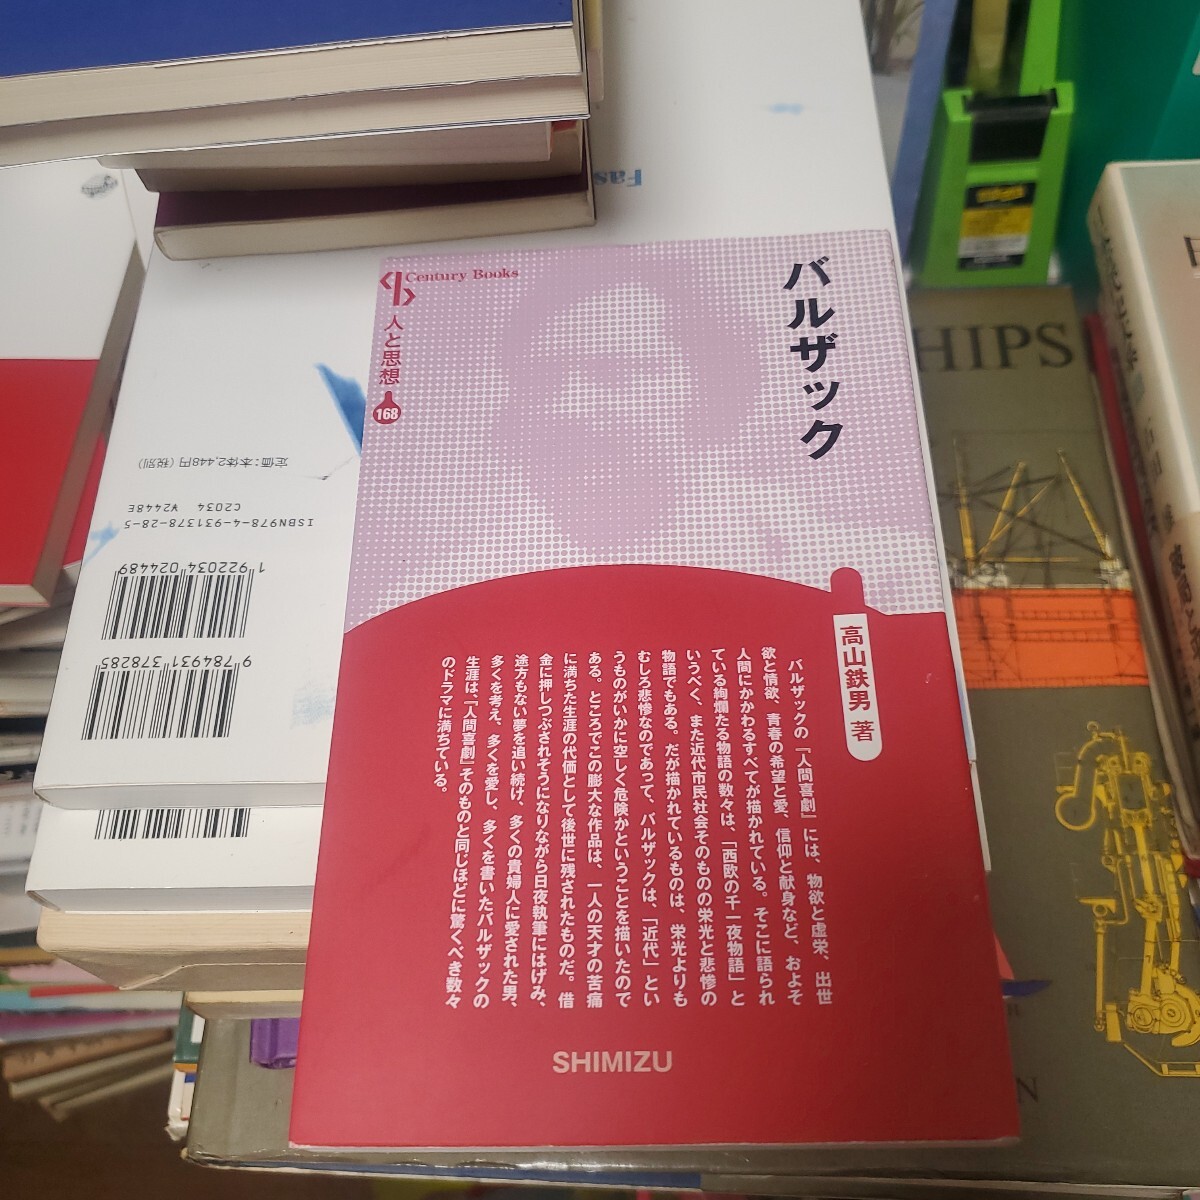 Century Books
人と思想
168
バルザック
高山鉄男 著
バルザックの『人間喜劇』には、物欲と虚栄、出世
欲と情欲、青春の希望と愛、信仰と献身など、およそ
人間にかかわるすべてが描かれている。そこに語られ
ている絢爛たる物語の数々は、「西欧の千一夜物語」と
いうべく、また近代市民社会そのものの栄光と悲惨の
物語でもある。だが描かれているものは、栄光よりも
むしろ悲惨なのであって、バルザックは、「近代」とい
うものがいかに空しく危険かということを描いたので
ある。ところでこの膨大な作品は、一人の天才の苦痛
に満ちた生涯の代価として後世に残されたものだ。借
金に押しつぶされそうになりながら日夜執筆にはげみ、
途方もない夢を追い続け、多くの貴婦人に愛された男、
多くを考え、多くを愛し、多くを書いたバルザックの
生涯は、『人間喜劇』そのものと同じほどに驚くべき数々
のドラマに満ちている。
SHIMIZU
定価：本体2,448円（税別）
ISBN978-4-931378-28-5
C2034 ¥2448E
1922034024489
9784931378285
Fas
HIPS